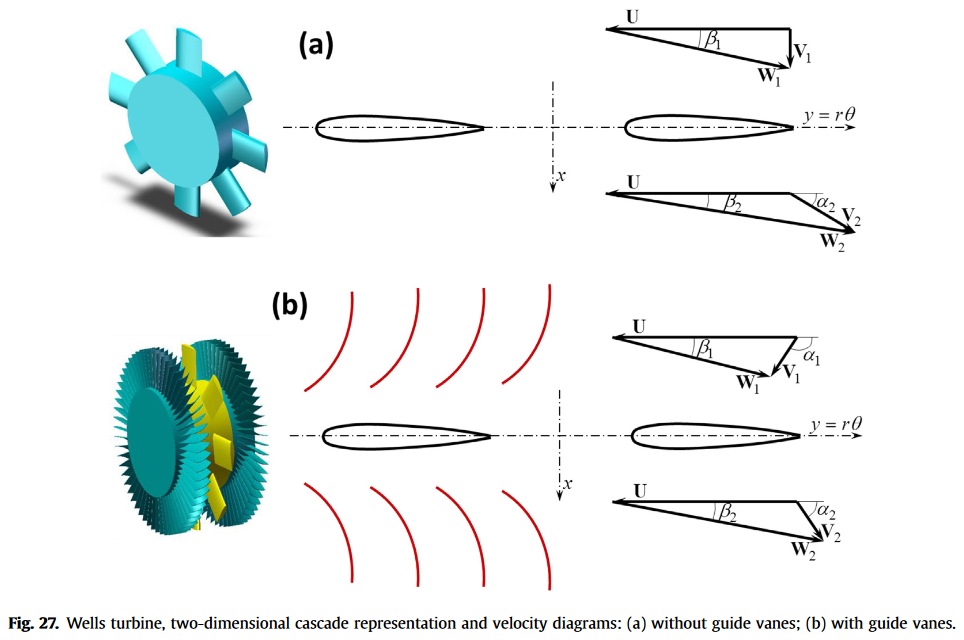 (a)
U
β1
V1
W1
y = rθ
x
U
β2
α2
V2
W2
(b)
U
β1
V1
α1
W1
y = rθ
x
U
β2
α2
V2
W2
Fig. 27. Wells turbine, two-dimensional cascade representation and velocity diagrams: (a) without guide vanes; (b) with guide vanes.